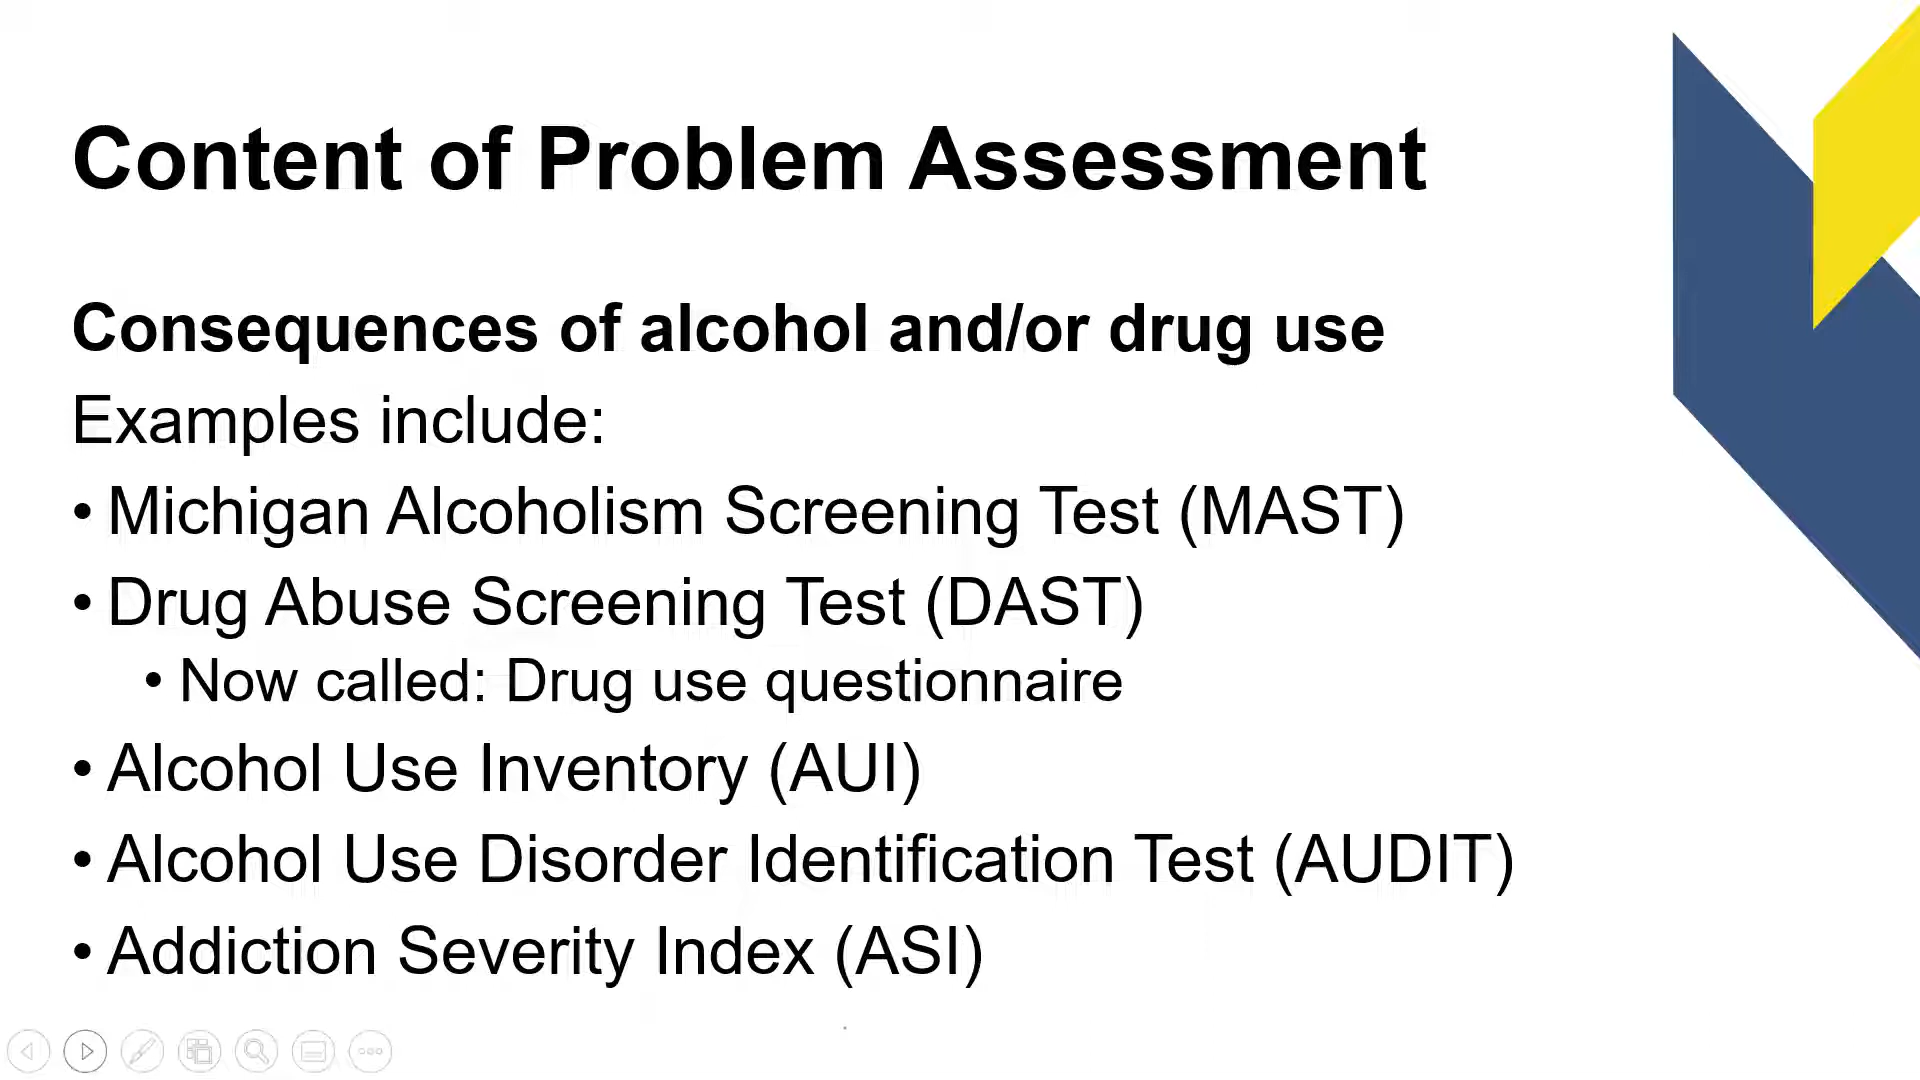 Content of Problem Assessment
Consequences of alcohol and/or drug use
Examples include:
• Michigan Alcoholism Screening Test (MAST)
• Drug Abuse Screening Test (DAST)
• Now called: Drug use questionnaire
• Alcohol Use Inventory (AUI)
• Alcohol Use Disorder Identification Test (AUDIT)
• Addiction Severity Index (ASI)